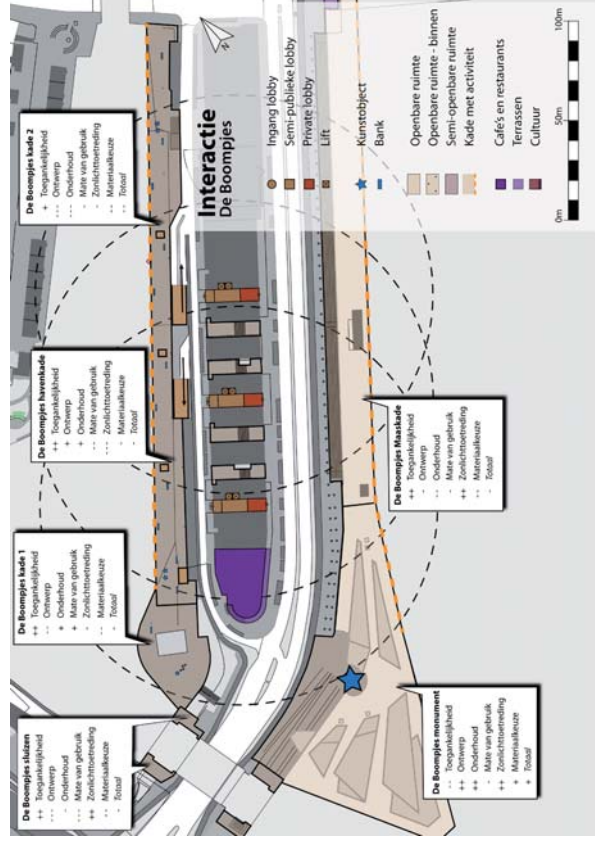 De Boompjes sluizen
++ Toegankelijkheid
--- Ontwerp
- Onderhoud
--- Mate van gebruik
++ Zonlichttoetreding
-- Materiaalkeuze
- Totaal
De Boompjes kade 1
++ Toegankelijkheid
-- Ontwerp
+ Onderhoud
+ Mate van gebruik
- Zonlichttoetreding
-- Materiaalkeuze
- Totaal
De Boompjes havenkade
++ Toegankelijkheid
+ Ontwerp
+ Onderhoud
--- Mate van gebruik
--- Zonlichttoetreding
- Materiaalkeuze
- Totaal
De Boompjes kade 2
+ Toegankelijkheid
--- Ontwerp
--- Onderhoud
- Mate van gebruik
- Zonlichttoetreding
-- Materiaalkeuze
-- Totaal
De Boompjes monument
-- Toegankelijkheid
++ Ontwerp
++ Onderhoud
- Mate van gebruik
++ Zonlichttoetreding
+ Materiaalkeuze
+ Totaal
De Boompjes Maaskade
++ Toegankelijkheid
- Ontwerp
-- Onderhoud
- Mate van gebruik
++ Zonlichttoetreding
-- Materiaalkeuze
- Totaal
Interactie
De Boompjes
Ingang lobby
Semi-publieke lobby
Private lobby
Lift
Kunstobject
Bank
Openbare ruimte
Openbare ruimte - binnen
Semi-openbare ruimte
Kade met activiteit
Cafe's en restaurants
Terrassen
Cultuur
0m 50m 100m